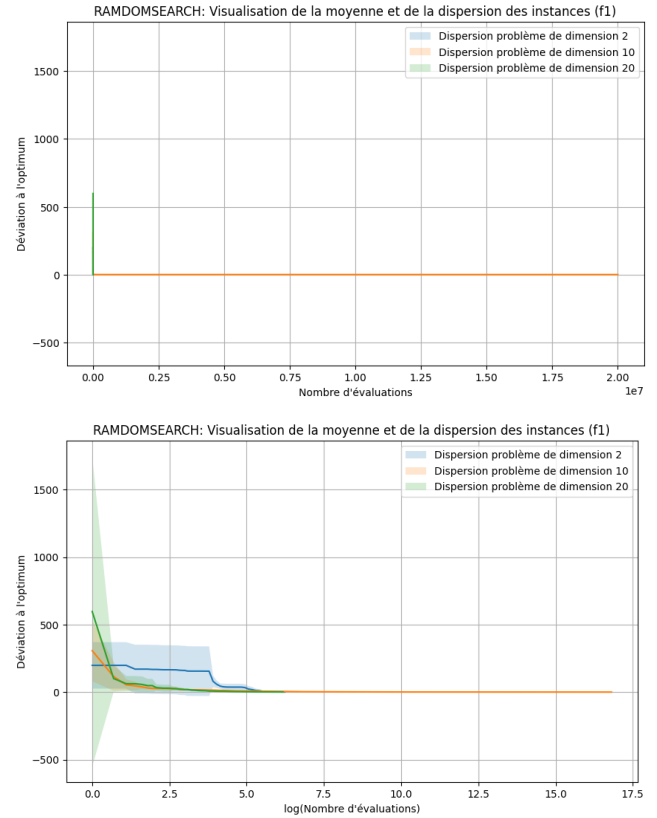 RAMDOMSEARCH: Visualisation de la moyenne et de la dispersion des instances (f1)
Dispersion problème de dimension 2
Dispersion problème de dimension 10
Dispersion problème de dimension 20
Déviation à l'optimum
1500
1000
500
0
−500
0.00 0.25 0.50 0.75 1.00 1.25 1.50 1.75 2.00
Nombre d'évaluations
1e7
RAMDOMSEARCH: Visualisation de la moyenne et de la dispersion des instances (f1)
Dispersion problème de dimension 2
Dispersion problème de dimension 10
Dispersion problème de dimension 20
Déviation à l'optimum
1500
1000
500
0
−500
0.0 2.5 5.0 7.5 10.0 12.5 15.0 17.5
log(Nombre d'évaluations)